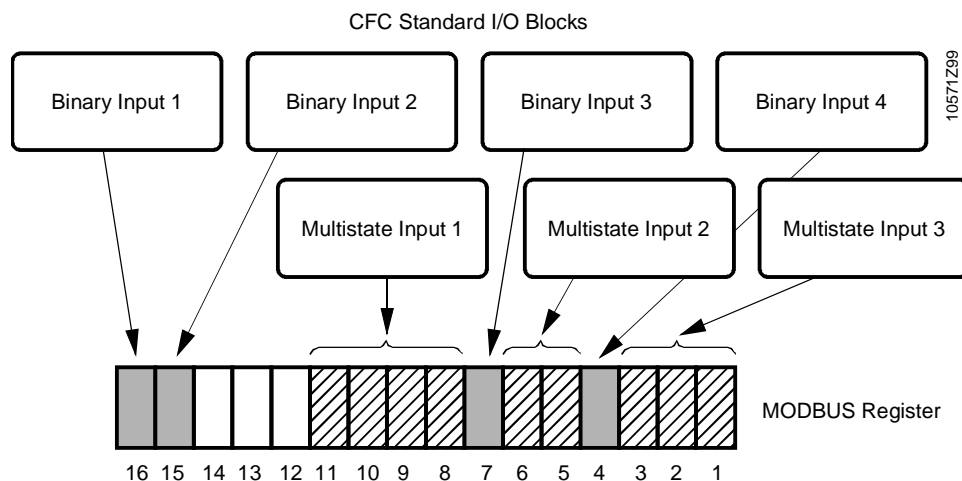 CFC Standard I/O Blocks
Binary Input 1
Binary Input 2
Binary Input 3
Binary Input 4
10571Z99
Multistate Input 1
Multistate Input 2
Multistate Input 3
MODBUS Register
16 15 14 13 12 11 10 9 8 7 6 5 4 3 2 1